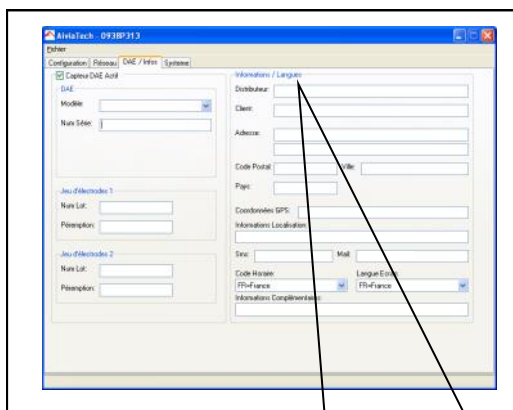 AiviaTech - 0938P313
Fichier
Configuration Réseau DAE / Infos Systeme
Capteur DAE Actif
DAE
Modèle:
Num Série:
Jeu d'électrodes 1
Num Lot:
Péremption:
Jeu d'électrodes 2
Num Lot:
Péremption:
Informations / Langues
Distributeur:
Client:
Adresse:
Code Postal: Ville:
Pays:
Coordonnées GPS:
Informations Localisation:
Sms: Mail:
Code Horaire: Langue Ecran:
FR=France FR=France
Informations Complémentaires: